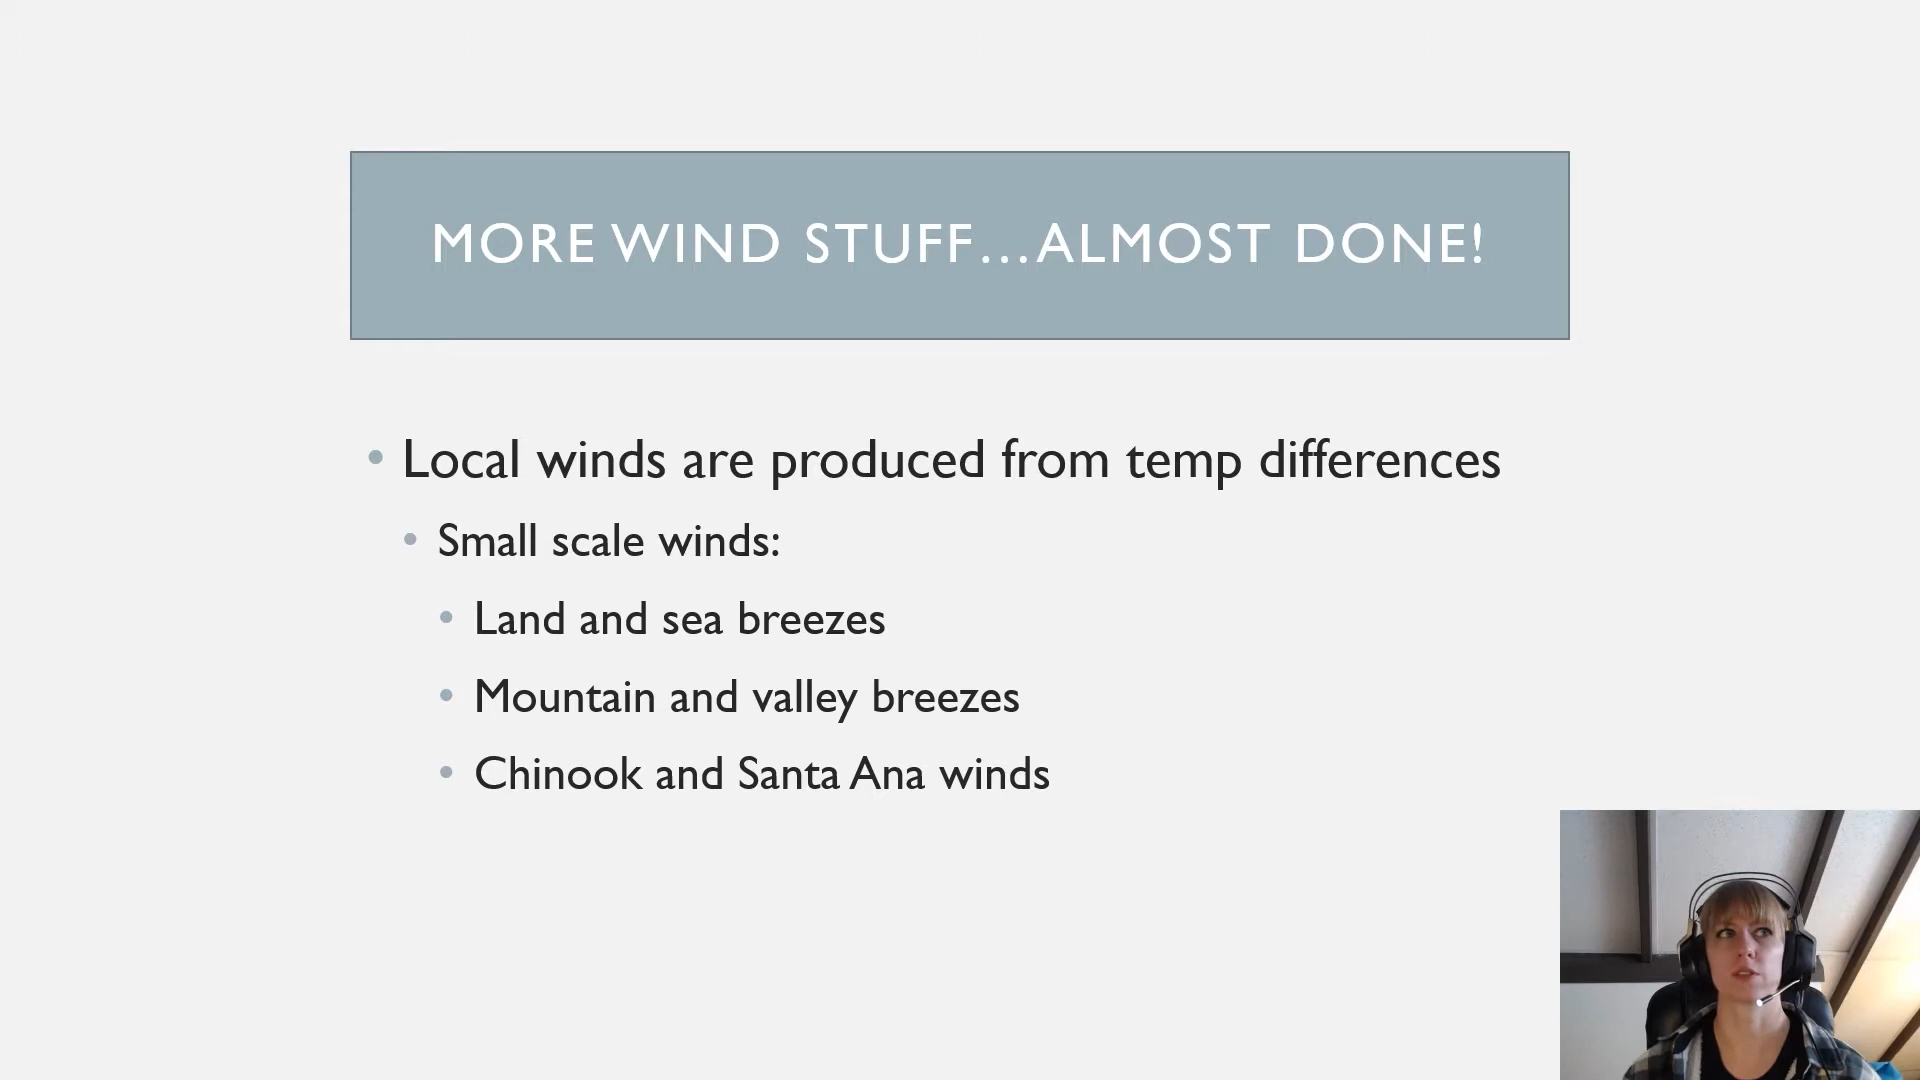 MORE WIND STUFF...ALMOST DONE!
Local winds are produced from temp differences
Small scale winds:
Land and sea breezes
Mountain and valley breezes
Chinook and Santa Ana winds